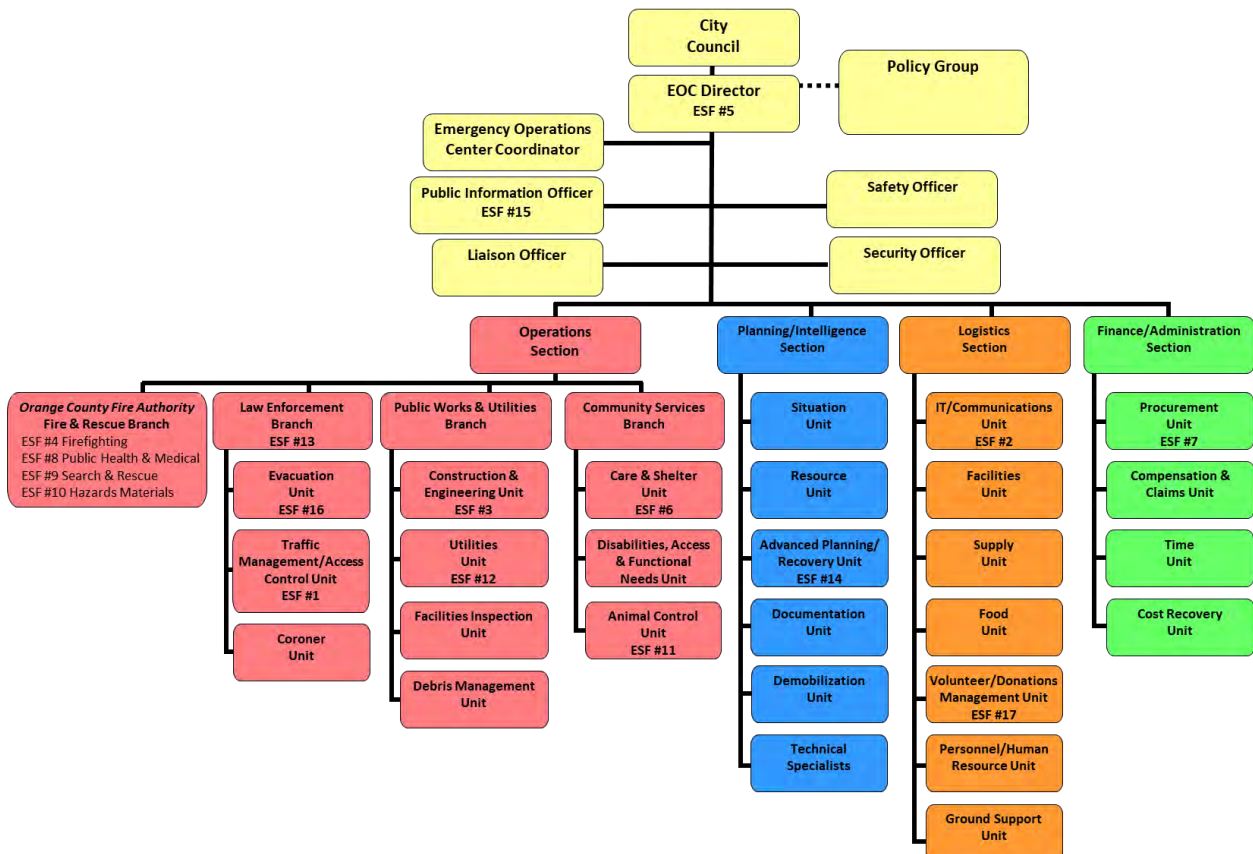 City
Council
Policy Group
EOC Director
ESF #5
Emergency Operations
Center Coordinator
Public Information Officer
ESF #15
Safety Officer
Liaison Officer
Security Officer
Operations
Section
Planning/Intelligence
Section
Logistics
Section
Finance/Administration
Section
Orange County Fire Authority
Fire & Rescue Branch
ESF #4 Firefighting
ESF #8 Public Health & Medical
ESF #9 Search & Rescue
ESF #10 Hazards Materials
Law Enforcement
Branch
ESF #13
Evacuation
Unit
ESF #16
Traffic
Management/Access
Control Unit
ESF #1
Coroner
Unit
Public Works & Utilities
Branch
Construction &
Engineering Unit
ESF #3
Utilities
Unit
ESF #12
Facilities Inspection
Unit
Debris Management
Unit
Community Services
Branch
Care & Shelter
Unit
ESF #6
Disabilities, Access
& Functional
Needs Unit
Animal Control
Unit
ESF #11
Situation
Unit
Resource
Unit
Advanced Planning/
Recovery Unit
ESF #14
Documentation
Unit
Demobilization
Unit
Technical
Specialists
IT/Communications
Unit
ESF #2
Facilities
Unit
Supply
Unit
Food
Unit
Volunteer/Donations
Management Unit
ESF #17
Personnel/Human
Resource Unit
Ground Support
Unit
Procurement
Unit
ESF #7
Compensation &
Claims Unit
Time
Unit
Cost Recovery
Unit